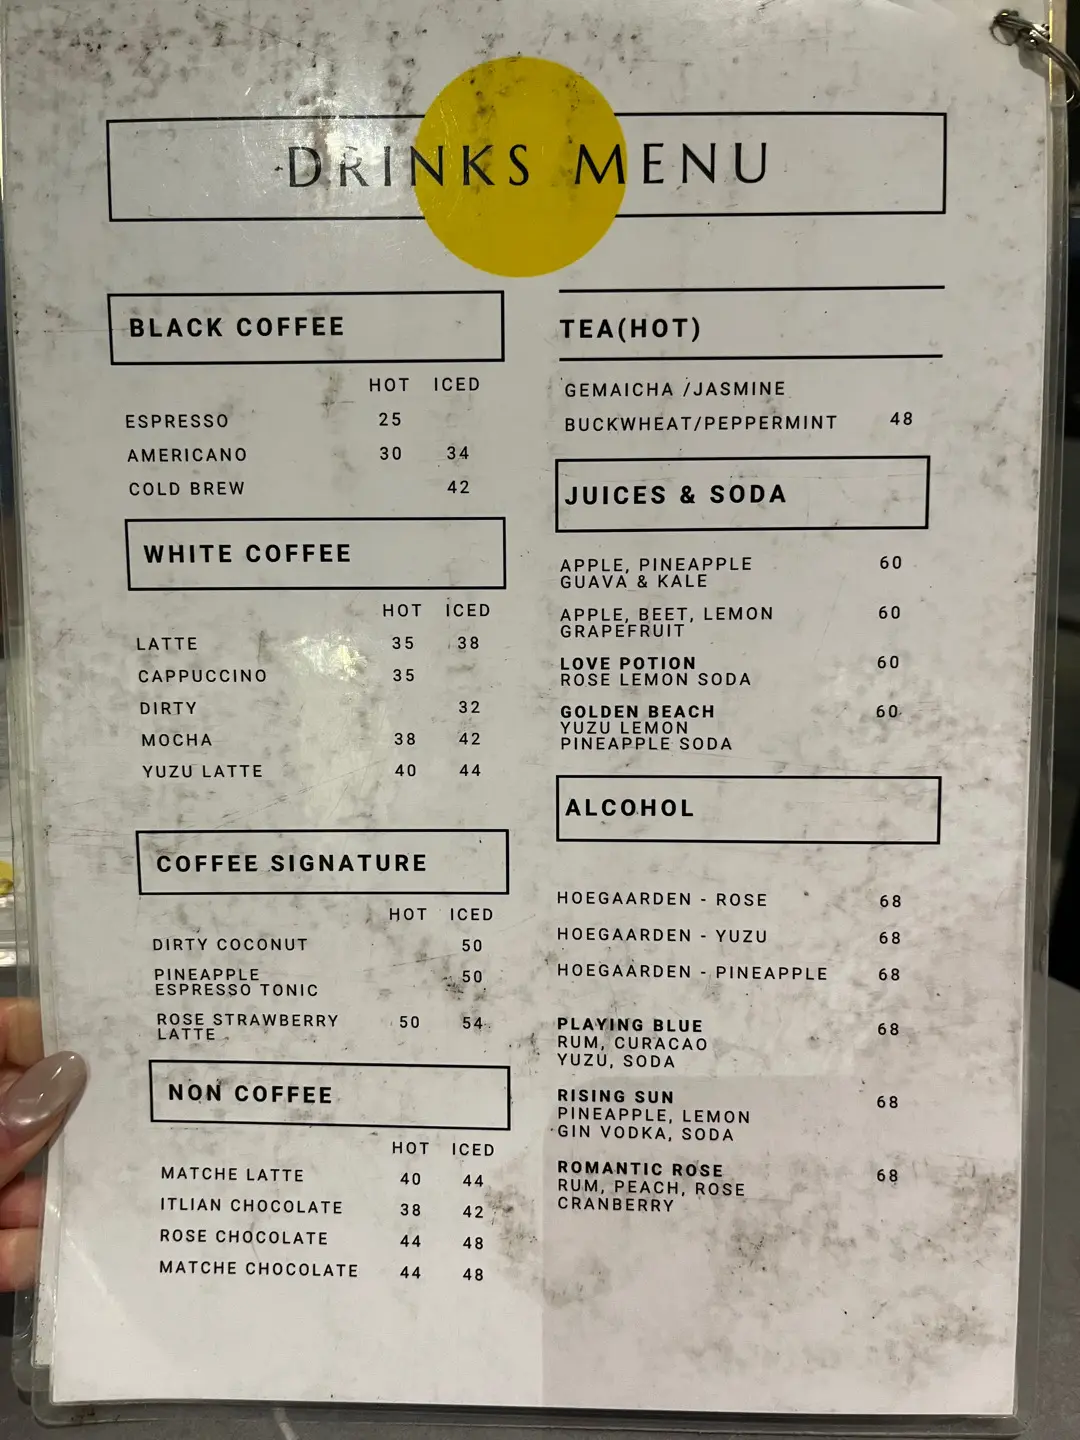 DRINKS MENU
BLACK COFFEE
HOT ICED
ESPRESSO 25
AMERICANO 30 34
COLD BREW 42
WHITE COFFEE
HOT ICED
LATTE 35 38
CAPPUCCINO 35
DIRTY 32
MOCHA 38 42
YUZU LATTE 40 44
COFFEE SIGNATURE
HOT ICED
DIRTY COCONUT 50
PINEAPPLE 50
ESPRESSO TONIC
ROSE STRAWBERRY 50 54
LATTE
NON COFFEE
HOT ICED
MATCHE LATTE 40 44
ITLIAN CHOCOLATE 38 42
ROSE CHOCOLATE 44 48
MATCHE CHOCOLATE 44 48
TEA(HOT)
GEMAICHA /JASMINE
BUCKWHEAT/PEPPERMINT 48
JUICES & SODA
APPLE, PINEAPPLE 60
GUAVA & KALE
APPLE, BEET, LEMON 60
GRAPEFRUIT
LOVE POTION 60
ROSE LEMON SODA
GOLDEN BEACH 60
YUZU LEMON
PINEAPPLE SODA
ALCOHOL
HOEGAARDEN - ROSE 68
HOEGAARDEN - YUZU 68
HOEGAARDEN - PINEAPPLE 68
PLAYING BLUE 68
RUM, CURACAO
YUZU, SODA
RISING SUN 68
PINEAPPLE, LEMON
GIN VODKA, SODA
ROMANTIC ROSE 68
RUM, PEACH, ROSE
CRANBERRY